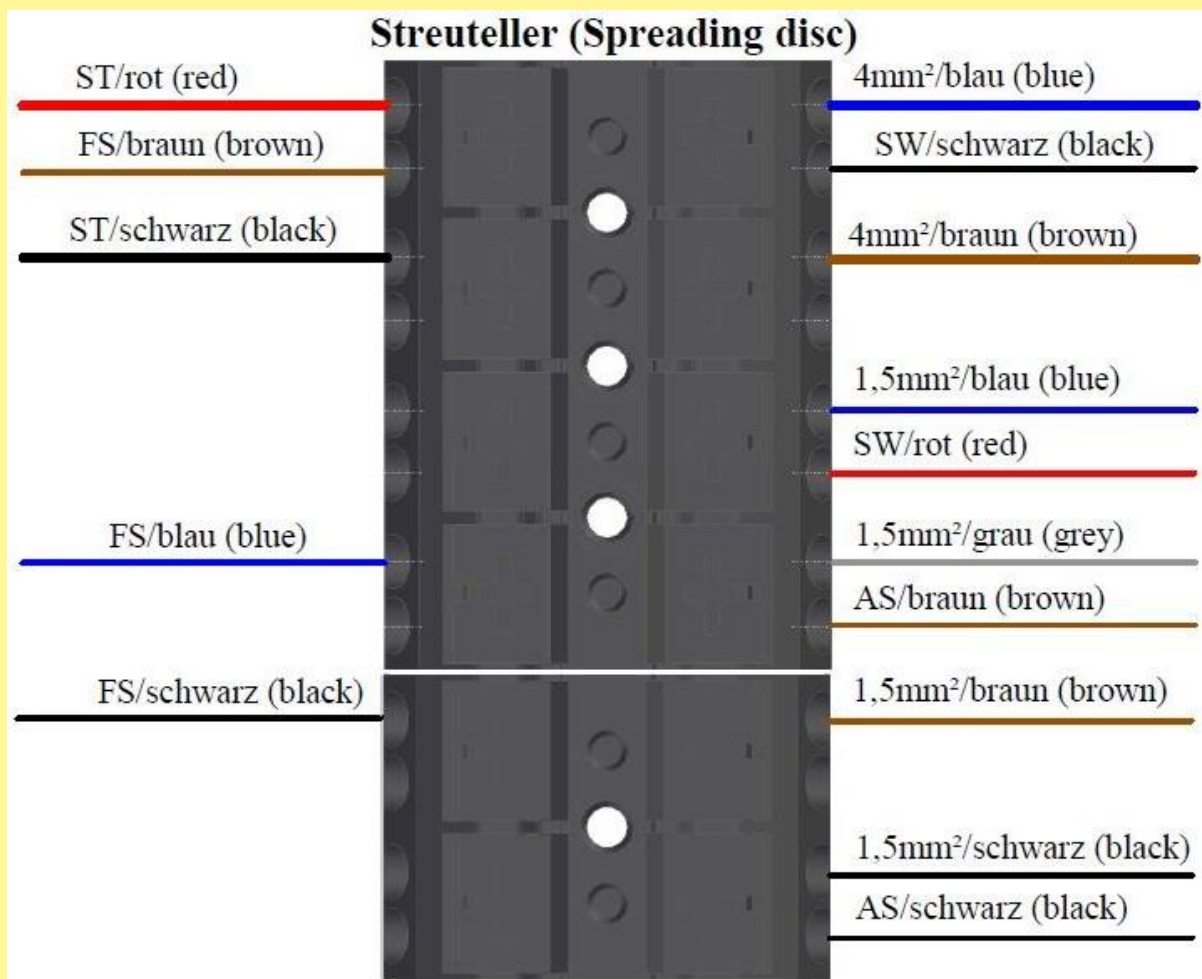 Streuteller (Spreading disc)
ST/rot (red)
FS/braun (brown)
ST/schwarz (black)
FS/blau (blue)
FS/schwarz (black)
4mm²/blau (blue)
SW/schwarz (black)
4mm²/braun (brown)
1,5mm²/blau (blue)
SW/rot (red)
1,5mm²/grau (grey)
AS/braun (brown)
1,5mm²/braun (brown)
1,5mm²/schwarz (black)
AS/schwarz (black)